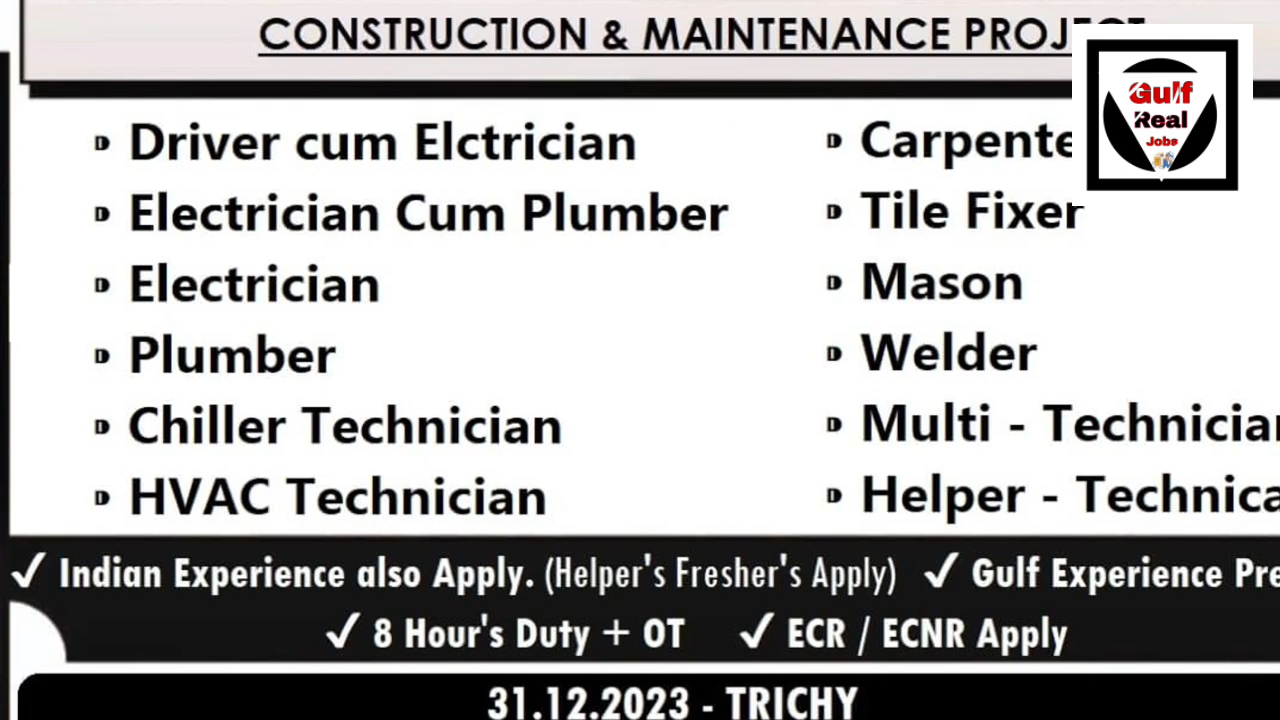 CONSTRUCTION & MAINTENANCE PROJECT
Gulf
Real
Jobs
Driver cum Elctrician
Electrician Cum Plumber
Electrician
Plumber
Chiller Technician
HVAC Technician
Carpente
Tile Fixer
Mason
Welder
Multi - Technician
Helper - Technica
✓ Indian Experience also Apply. (Helper's Fresher's Apply) ✓ Gulf Experience Pre
✓ 8 Hour's Duty + OT ✓ ECR / ECNR Apply
31.12.2023 - TRICHY